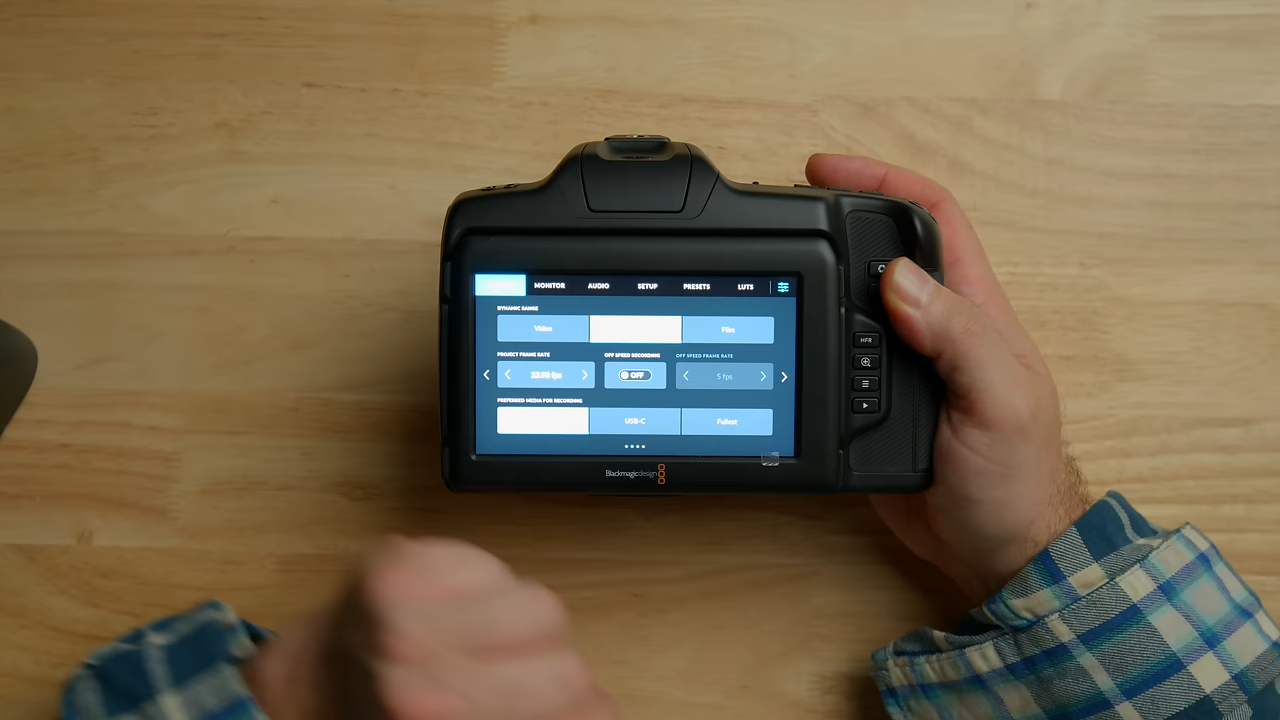 MONITOR AUDIO SETUP PRESETS LUTS
DYNAMIC RANGE
Video Film
PROJECT FRAME RATE OFF SPEED RECORDING OFF SPEED FRAME RATE
OFF 5 fps
PREFERRED MEDIA FOR RECORDING
USB-C Fullest
Blackmagicdesign
HFR